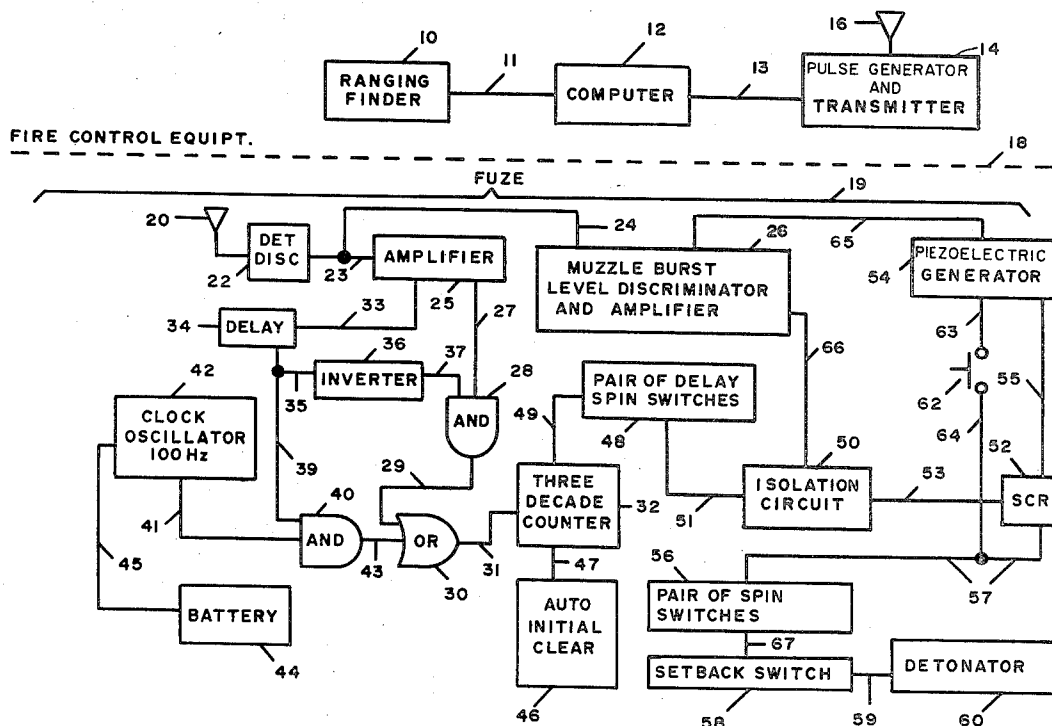 16
10
12
14
RANGING
FINDER
11
COMPUTER
13
PULSE GENERATOR
AND
TRANSMITTER
FIRE CONTROL EQUIPT.
18
FUZE
19
20
DET
DISC
22
23
AMPLIFIER
25
24
MUZZLE BURST
LEVEL DISCRIMINATOR
AND AMPLIFIER
26
65
PIEZOELECTRIC
GENERATOR
54
34
DELAY
33
27
63
66
62
55
64
42
36
INVERTER
35
37
28
AND
PAIR OF DELAY
SPIN SWITCHES
48
49
CLOCK
OSCILLATOR
100 Hz
39
29
50
ISOLATION
CIRCUIT
51
53
52
SCR
THREE
DECADE
COUNTER
32
40
AND
41
43
OR
30
31
45
47
BATTERY
44
AUTO
INITIAL
CLEAR
46
56
PAIR OF SPIN
SWITCHES
57
67
SETBACK SWITCH
58
59
DETONATOR
60